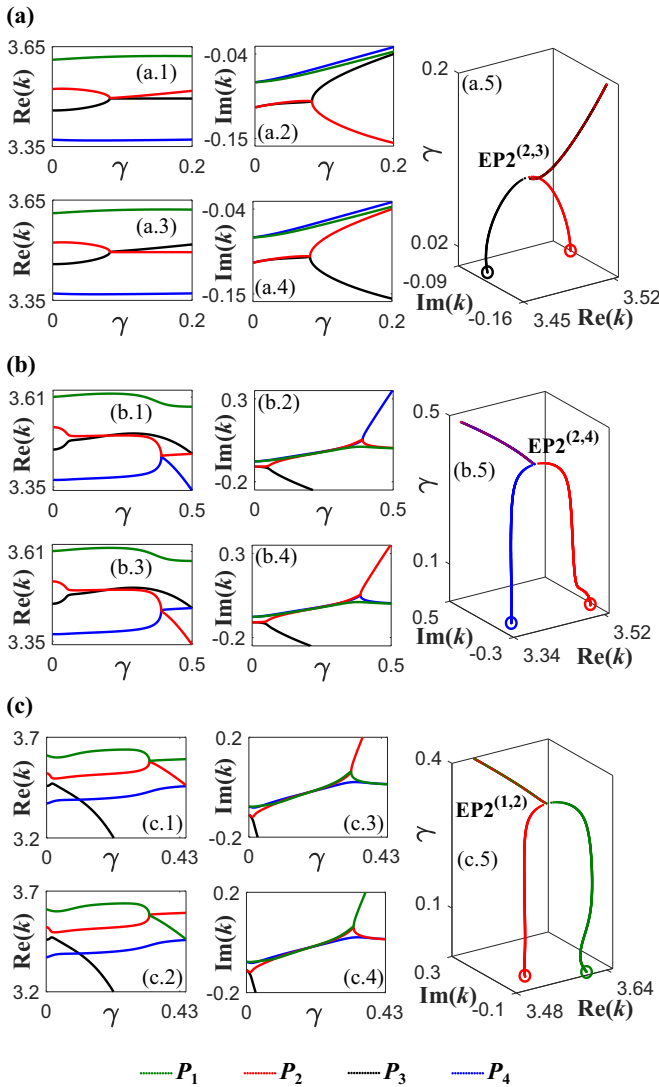 (a)
3.65
Re(k)
(a.1)
3.35
0
γ
0.2
-0.04
Im(k)
(a.2)
-0.15
0
γ
0.2
3.65
Re(k)
(a.3)
3.35
0
γ
0.2
-0.04
Im(k)
(a.4)
-0.15
0
γ
0.2
0.2
(a.5)
γ
EP2(2,3)
0.02
-0.09
Im(k)
-0.16
3.45
Re(k)
3.52
(b)
3.61
Re(k)
(b.1)
3.35
0
γ
0.5
0.3
Im(k)
(b.2)
-0.2
0
γ
0.5
3.61
Re(k)
(b.3)
3.35
0
γ
0.5
0.3
Im(k)
(b.4)
-0.2
0
γ
0.5
0.5
EP2(2,4)
γ
(b.5)
0.1
0.5
Im(k)
-0.3
3.34
Re(k)
3.52
(c)
3.7
Re(k)
(c.1)
3.2
0
γ
0.43
0.2
Im(k)
(c.3)
-0.2
0
γ
0.43
3.7
Re(k)
(c.2)
3.2
0
γ
0.43
0.2
Im(k)
(c.4)
-0.2
0
γ
0.43
0.4
EP2(1,2)
γ
(c.5)
0.1
0.3
Im(k)
-0.1
3.48
Re(k)
3.64
P1 P2 P3 P4